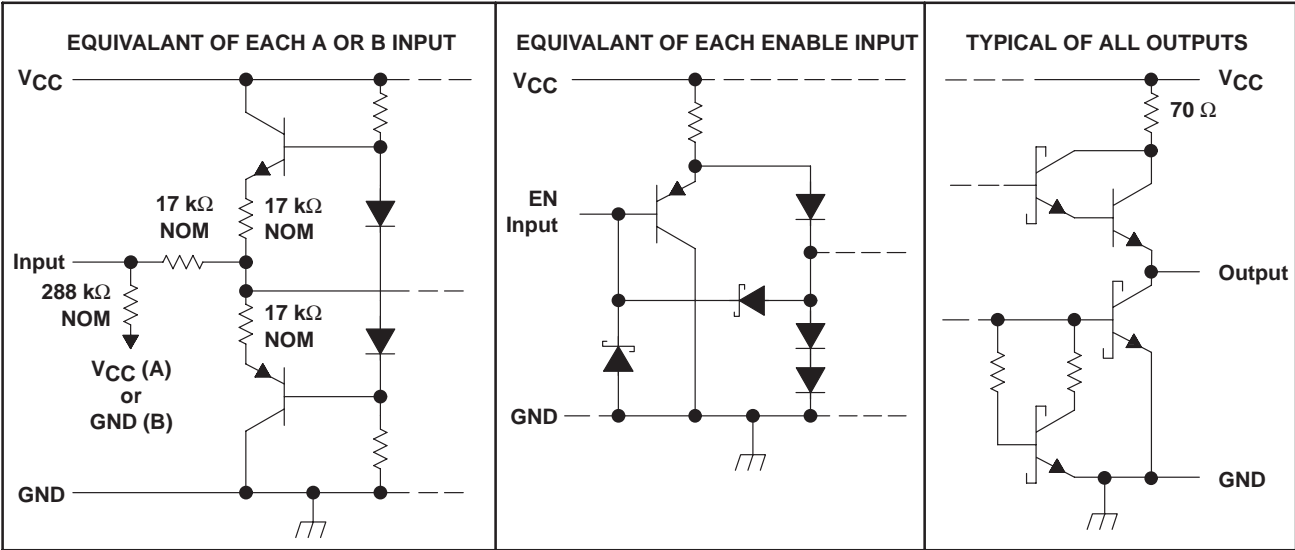 EQUIVALANT OF EACH A OR B INPUT
VCC
17 kΩ
NOM
17 kΩ
NOM
Input
288 kΩ
NOM
17 kΩ
NOM
VCC (A)
or
GND (B)
GND
EQUIVALANT OF EACH ENABLE INPUT
VCC
EN
Input
GND
TYPICAL OF ALL OUTPUTS
VCC
70 Ω
Output
GND